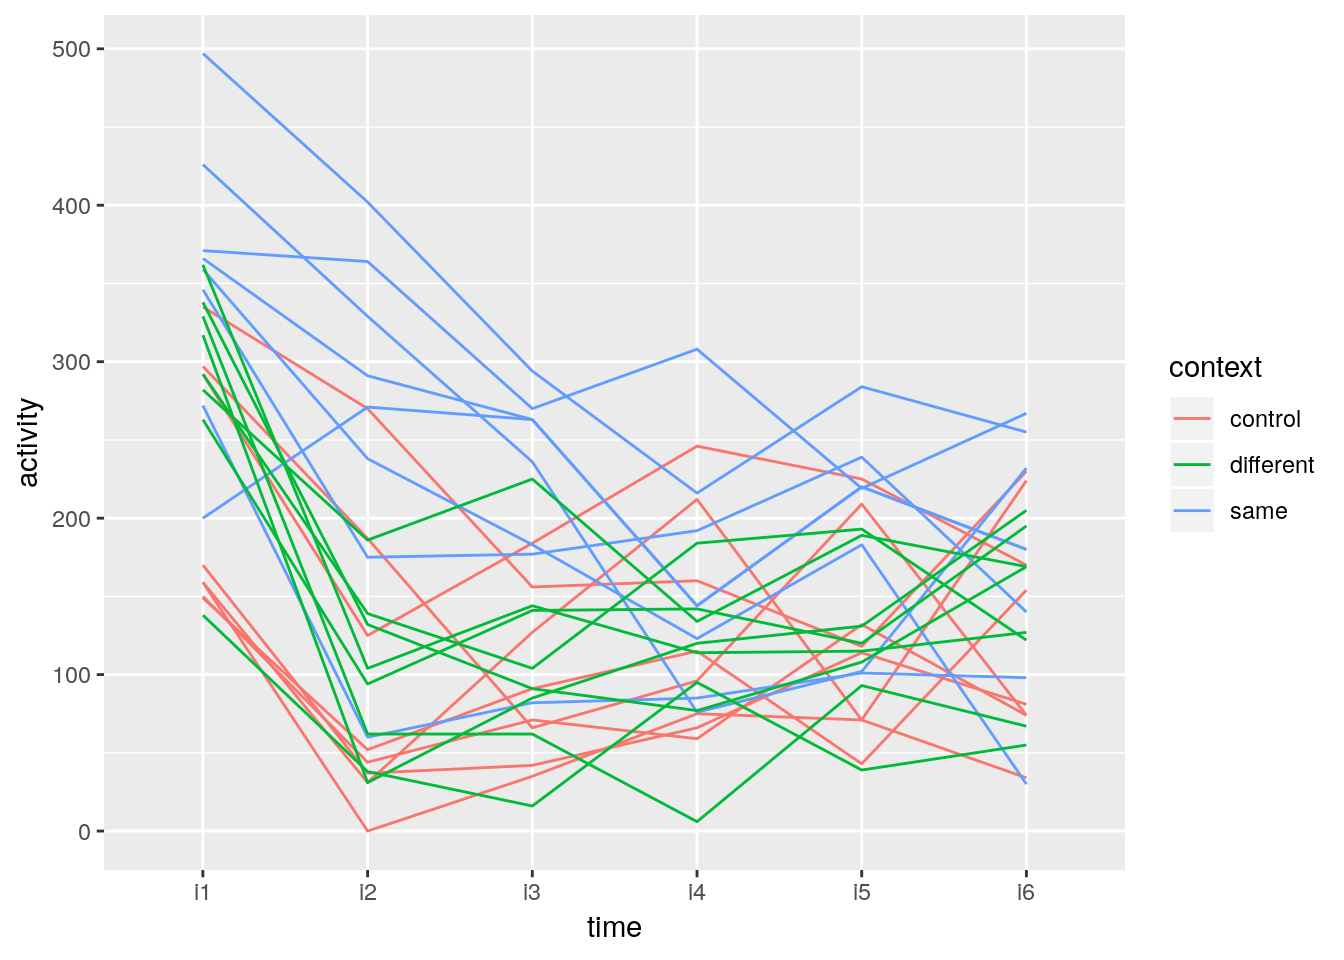 500
400
300
200
100
0
activity
i1 i2 i3 i4 i5 i6
time
context
control
different
same